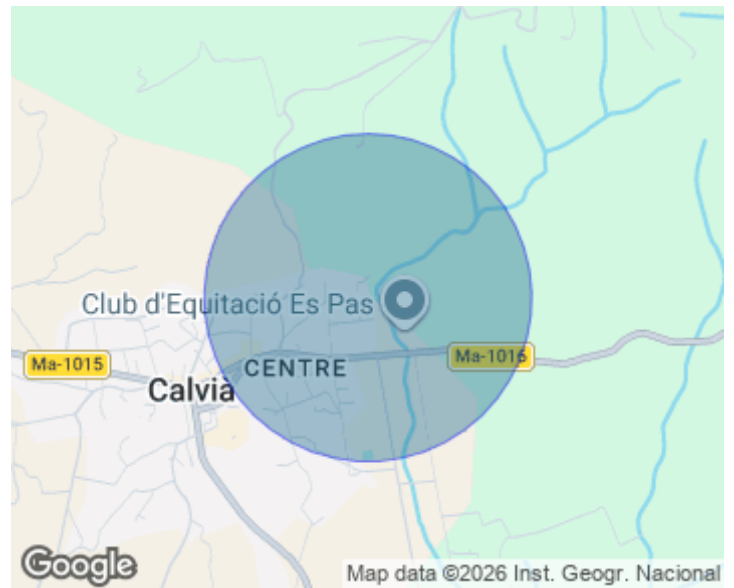 Club d'Equitació Es Pas
Ma-1015
Ma-1016
CENTRE
Calvià
Google
Map data ©2026 Inst. Geogr. Nacional